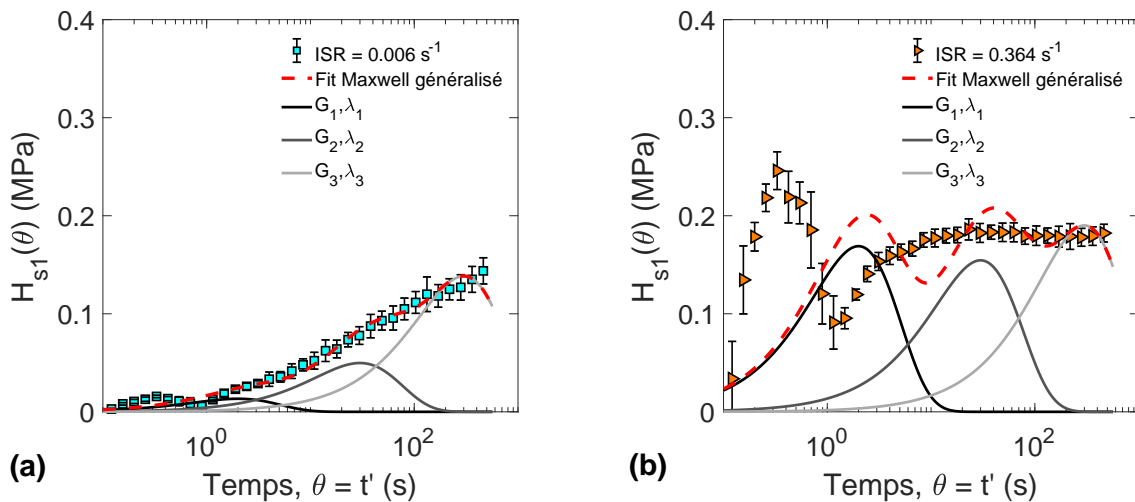 0.4
0.3
0.2
0.1
0
H_s1(θ) (MPa)
ISR = 0.006 s^-1
Fit Maxwell généralisé
G_1,λ_1
G_2,λ_2
G_3,λ_3
10^0
10^2
Temps, θ = t' (s)
(a)
0.4
0.3
0.2
0.1
0
H_s1(θ) (MPa)
ISR = 0.364 s^-1
Fit Maxwell généralisé
G_1,λ_1
G_2,λ_2
G_3,λ_3
10^0
10^2
Temps, θ = t' (s)
(b)